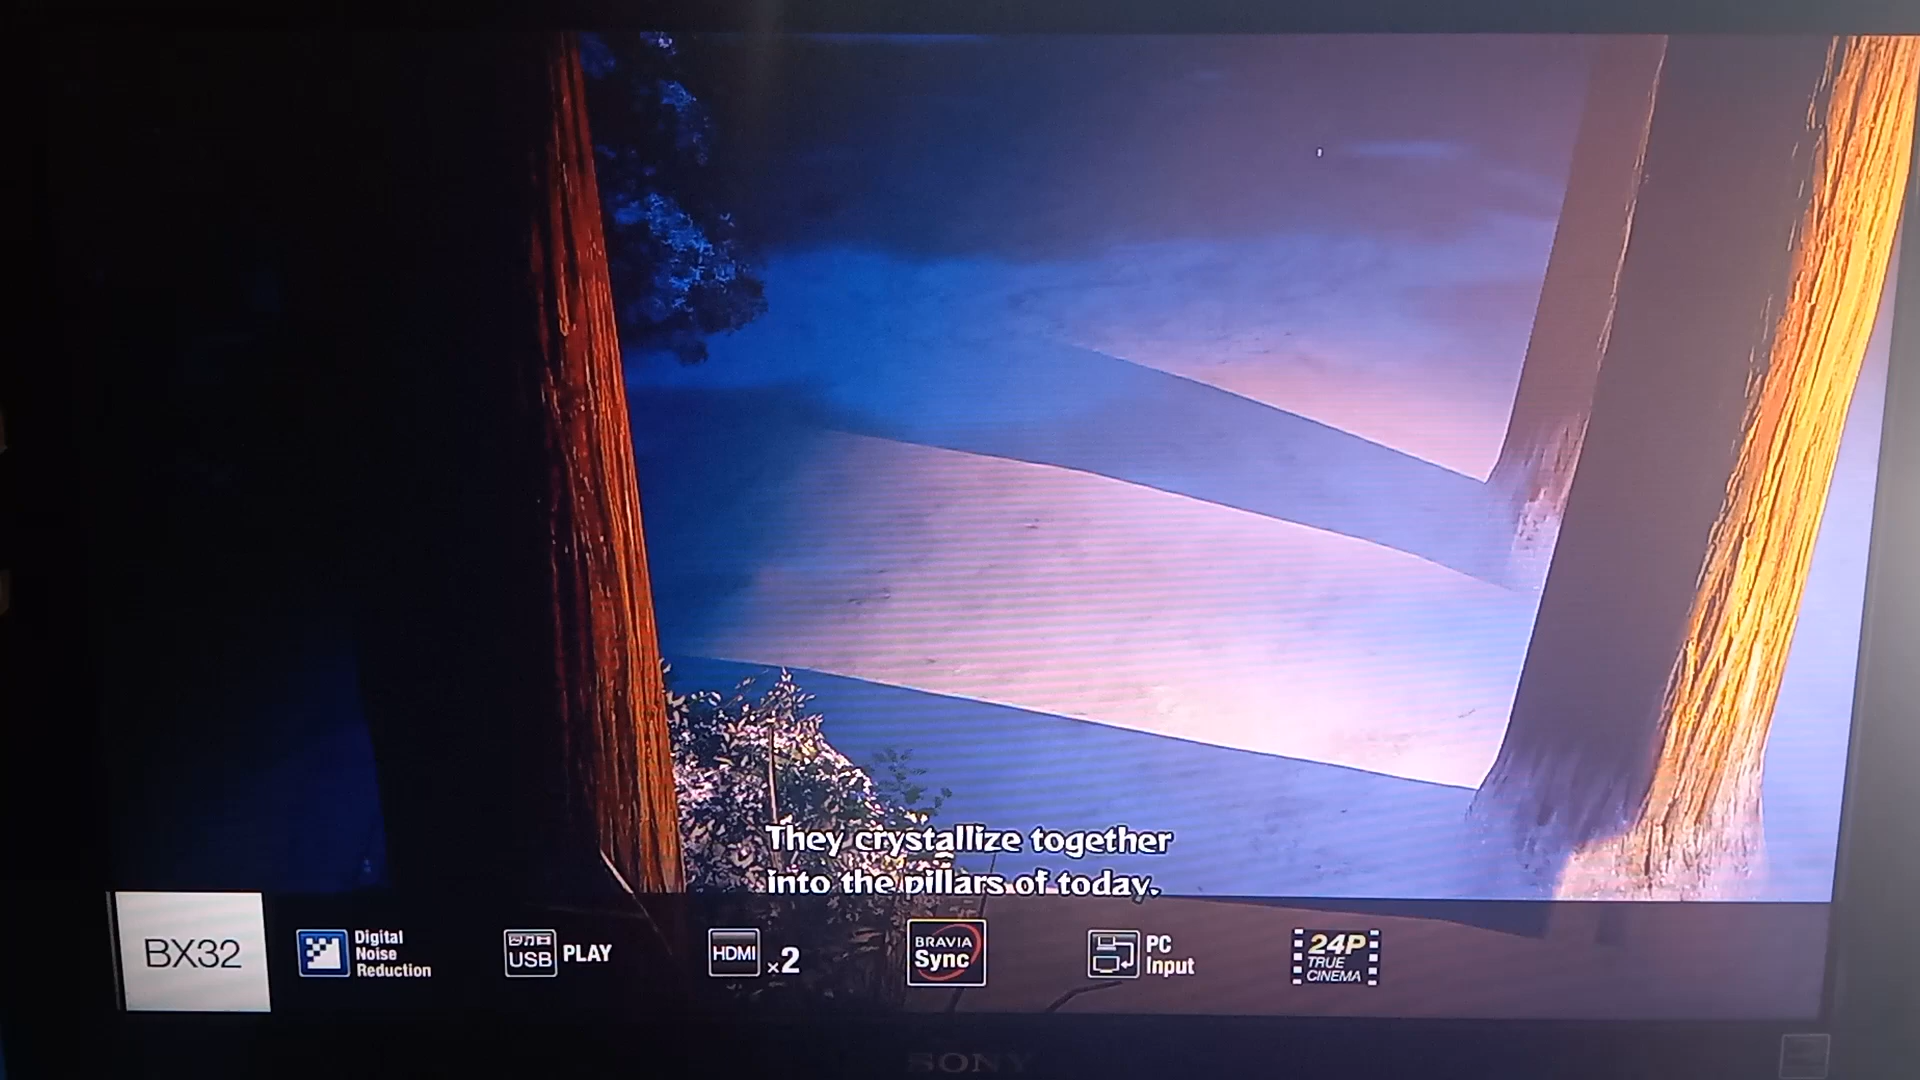 They crystallize together
into the pillars of today.
BX32
Digital
Noise
Reduction
USB
PLAY
HDMI
x2
BRAVIA
Sync
PC
Input
24P
TRUE
CINEMA
SONY